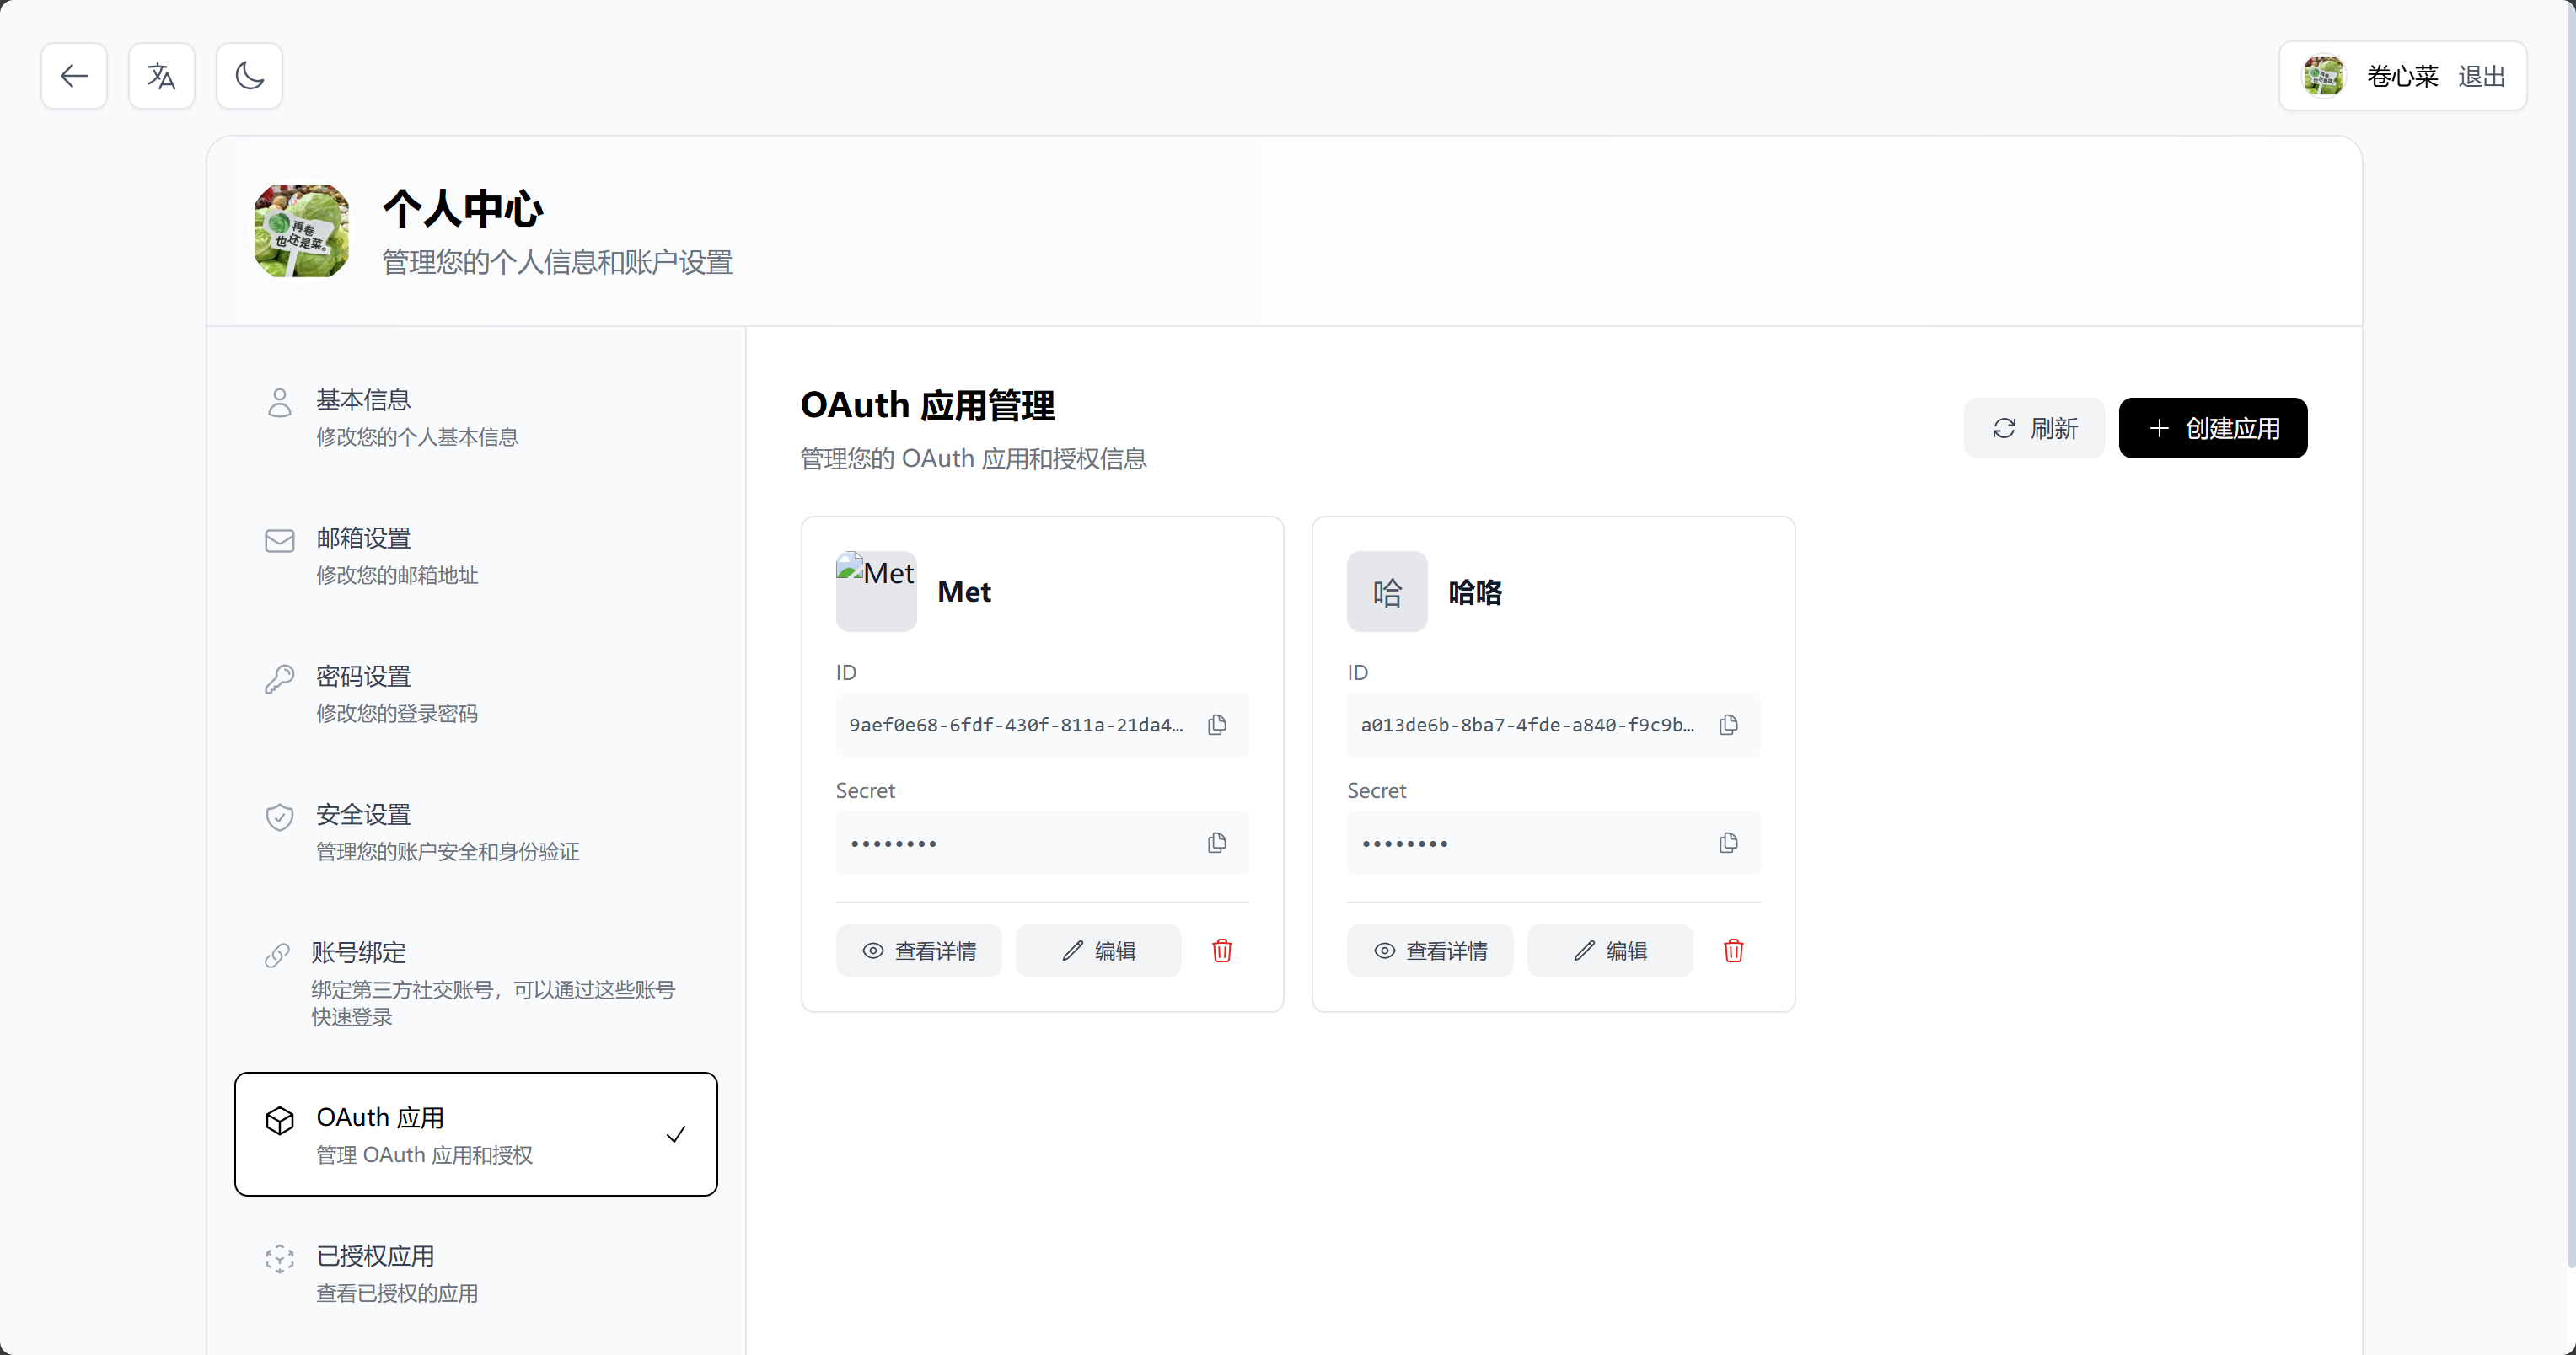 卷心菜 退出
再卷
也还是菜。
个人中心
管理您的个人信息和账户设置
基本信息
修改您的个人基本信息
邮箱设置
修改您的邮箱地址
密码设置
修改您的登录密码
安全设置
管理您的账户安全和身份验证
账号绑定
绑定第三方社交账号，可以通过这些账号
快速登录
OAuth 应用
管理 OAuth 应用和授权
已授权应用
查看已授权的应用
OAuth 应用管理
管理您的 OAuth 应用和授权信息
刷新
创建应用
Met
Met
ID
9aef0e68-6fdf-430f-811a-21da4…
Secret
••••••••
查看详情
编辑
哈
哈咯
ID
a013de6b-8ba7-4fde-a840-f9c9b…
Secret
••••••••
查看详情
编辑